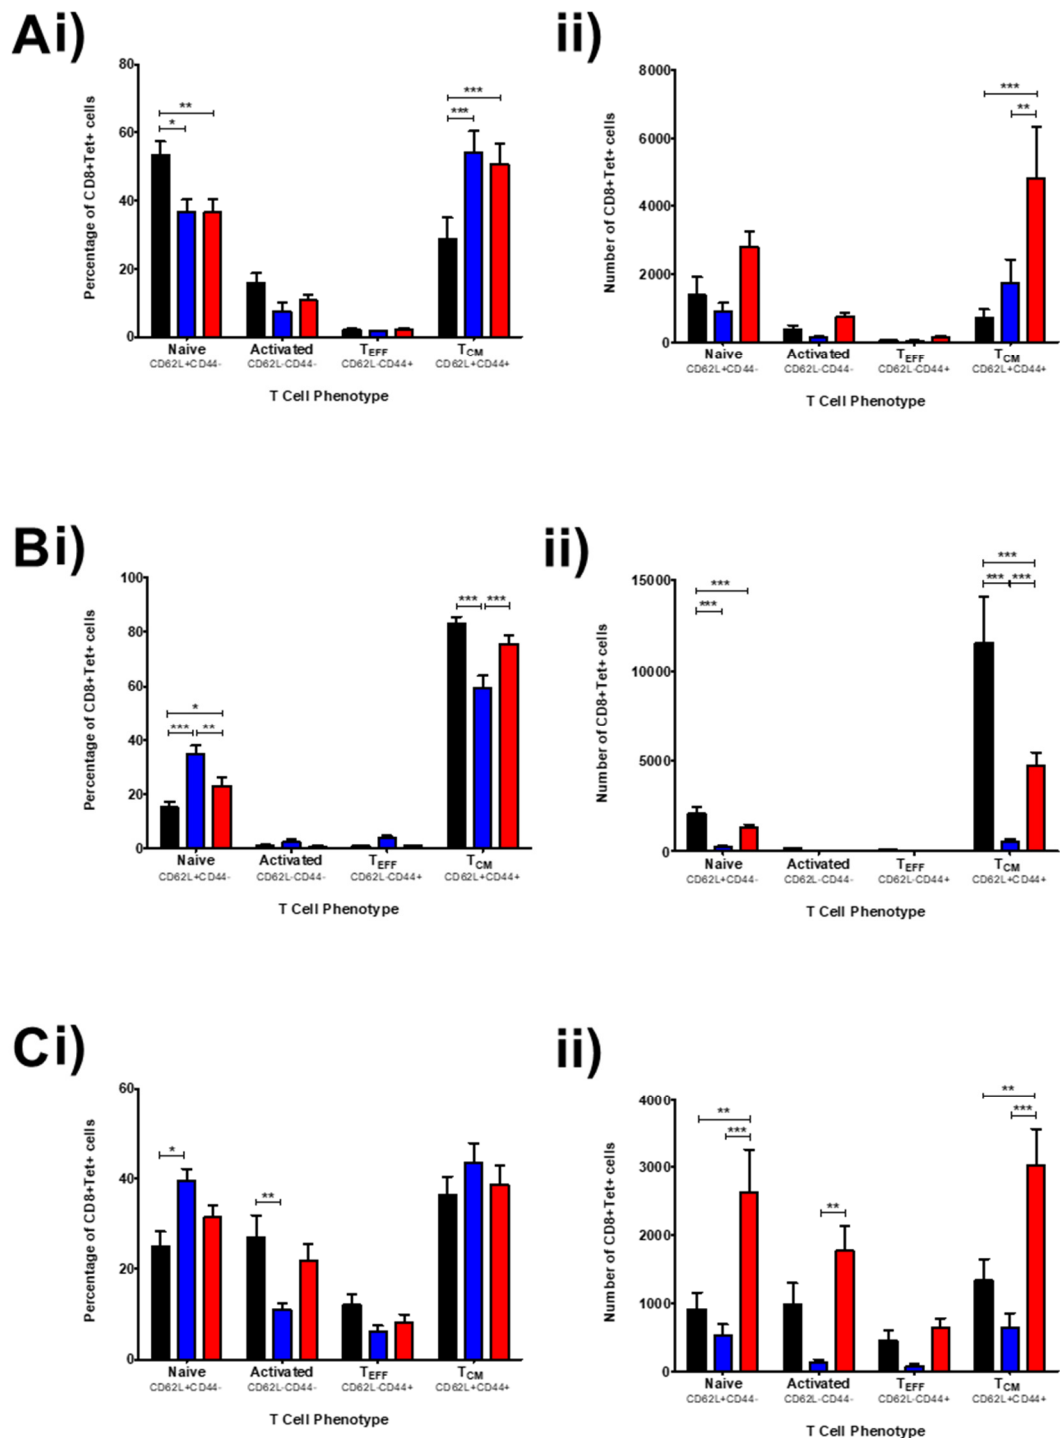 Ai)
Percentage of CD8+Tet+ cells
80
60
40
20
0
**
*
***
***
Naive
Activated
TEFF
TCM
CD62L+CD44-
CD62L-CD44-
CD62L-CD44+
CD62L+CD44+
T Cell Phenotype
ii)
Number of CD8+Tet+ cells
8000
6000
4000
2000
0
***
**
Naive
Activated
TEFF
TCM
CD62L+CD44-
CD62L-CD44-
CD62L-CD44+
CD62L+CD44+
T Cell Phenotype
Bi)
Percentage of CD8+Tet+ cells
100
80
60
40
20
0
*
***
**
***
***
Naive
Activated
TEFF
TCM
CD62L+CD44-
CD62L-CD44-
CD62L-CD44+
CD62L+CD44+
T Cell Phenotype
ii)
Number of CD8+Tet+ cells
15000
10000
5000
0
***
***
***
***
***
Naive
Activated
TEFF
TCM
CD62L+CD44-
CD62L-CD44-
CD62L-CD44+
CD62L+CD44+
T Cell Phenotype
Ci)
Percentage of CD8+Tet+ cells
60
40
20
0
*
**
Naive
Activated
TEFF
TCM
CD62L+CD44-
CD62L-CD44-
CD62L-CD44+
CD62L+CD44+
T Cell Phenotype
ii)
Number of CD8+Tet+ cells
4000
3000
2000
1000
0
**
***
**
**
***
Naive
Activated
TEFF
TCM
CD62L+CD44-
CD62L-CD44-
CD62L-CD44+
CD62L+CD44+
T Cell Phenotype